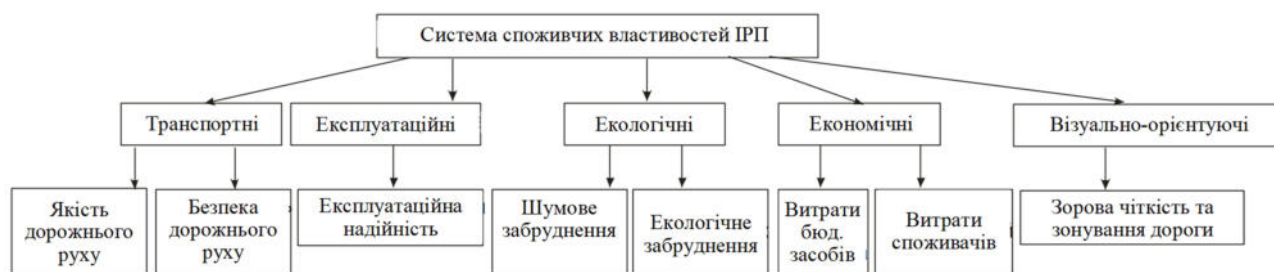 Система споживчих властивостей ІРП
Транспортні
Експлуатаційні
Екологічні
Економічні
Візуально-орієнтуючі
Якість
дорожнього
руху
Безпека
дорожнього
руху
Експлуатаційна
надійність
Шумове
забруднення
Екологічне
забруднення
Витрати
бюд.
засобів
Витрати
споживачів
Зорова чіткість та
зонування дороги